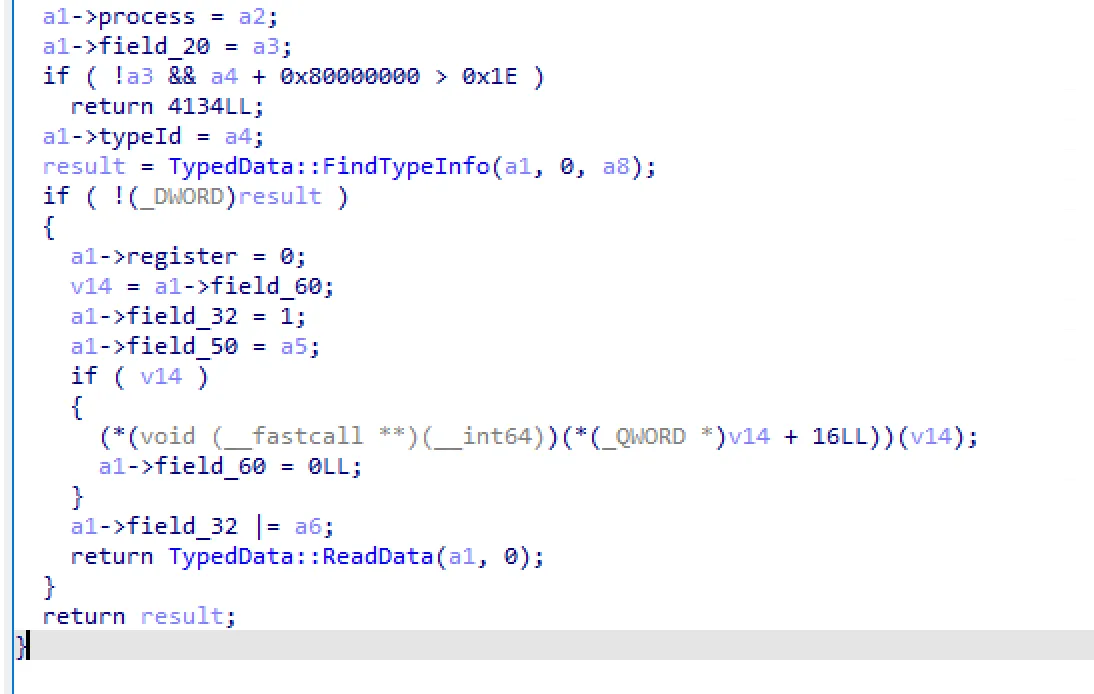 a1->process = a2;
a1->field_20 = a3;
if ( !a3 && a4 + 0x80000000 > 0x1E )
return 4134LL;
a1->typeId = a4;
result = TypedData::FindTypeInfo(a1, 0, a8);
if ( !(_DWORD)result )
{
a1->register = 0;
v14 = a1->field_60;
a1->field_32 = 1;
a1->field_50 = a5;
if ( v14 )
{
(*(void (__fastcall **)(__int64))(*(_QWORD *)v14 + 16LL))(v14);
a1->field_60 = 0LL;
}
a1->field_32 |= a6;
return TypedData::ReadData(a1, 0);
}
return result;
}